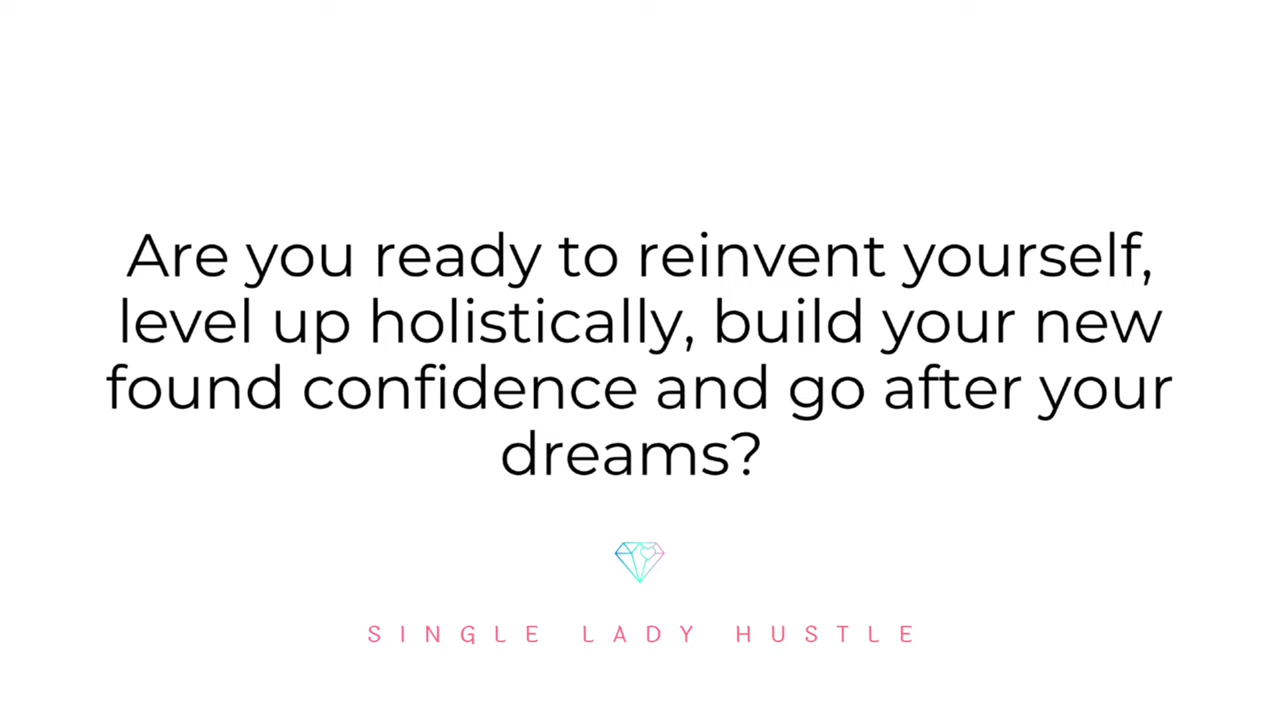 Are you ready to reinvent yourself,
level up holistically, build your new
found confidence and go after your
dreams?
SINGLE LADY HUSTLE